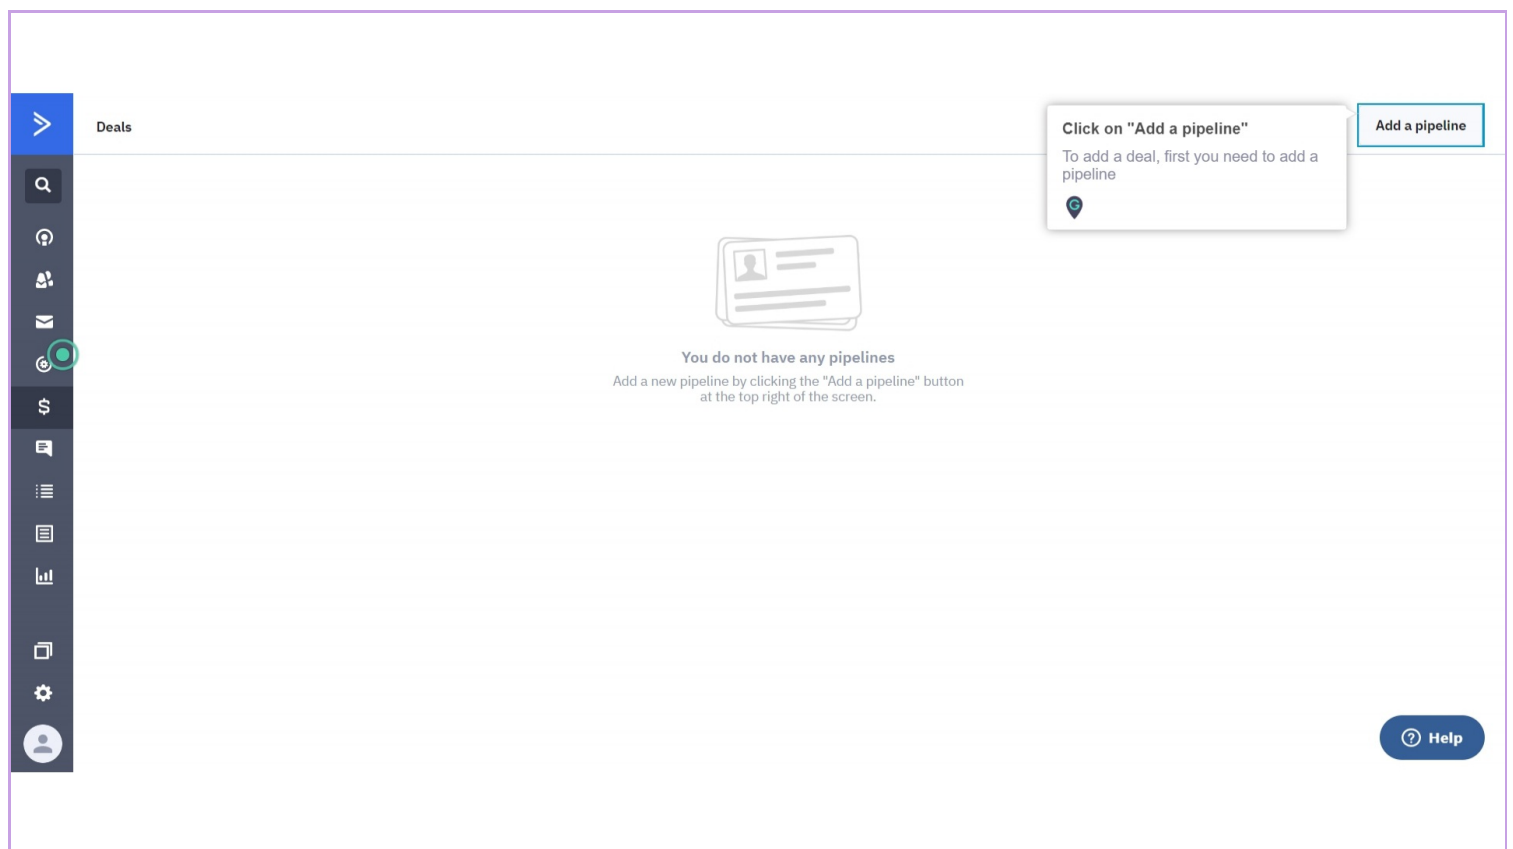 Deals
Click on "Add a pipeline"
To add a deal, first you need to add a
pipeline
G
Add a pipeline
You do not have any pipelines
Add a new pipeline by clicking the "Add a pipeline" button
at the top right of the screen.
$
? Help